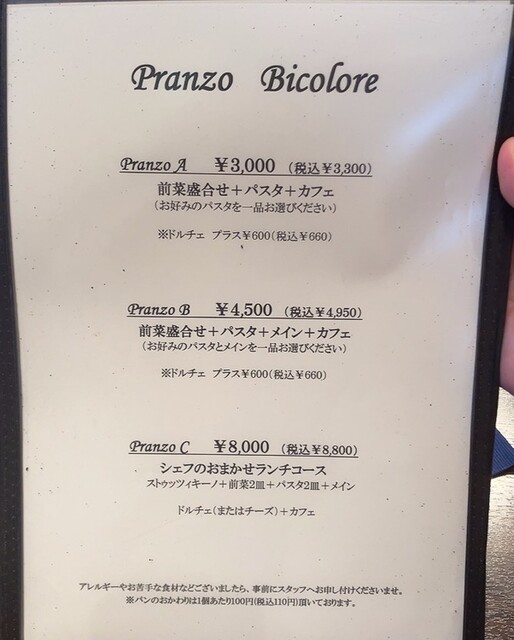 Pranzo Bicolore
Pranzo A ¥3,000 (税込¥3,300)
前菜盛合せ＋パスタ＋カフェ
(お好みのパスタを一品お選びください)
※ドルチェ プラス¥600(税込¥660)
Pranzo B ¥4,500 (税込¥4,950)
前菜盛合せ＋パスタ＋メイン＋カフェ
(お好みのパスタとメインを一品お選びください)
※ドルチェ プラス¥600(税込¥660)
Pranzo C ¥8,000 (税込¥8,800)
シェフのおまかせランチコース
ストゥッツィキーノ＋前菜2皿＋パスタ2皿＋メイン
ドルチェ(またはチーズ)＋カフェ
アレルギーやお苦手な食材などございましたら、事前にスタッフへお申し付けくださいませ。
※パンのおかわりは1個あたり100円(税込110円)頂いております。